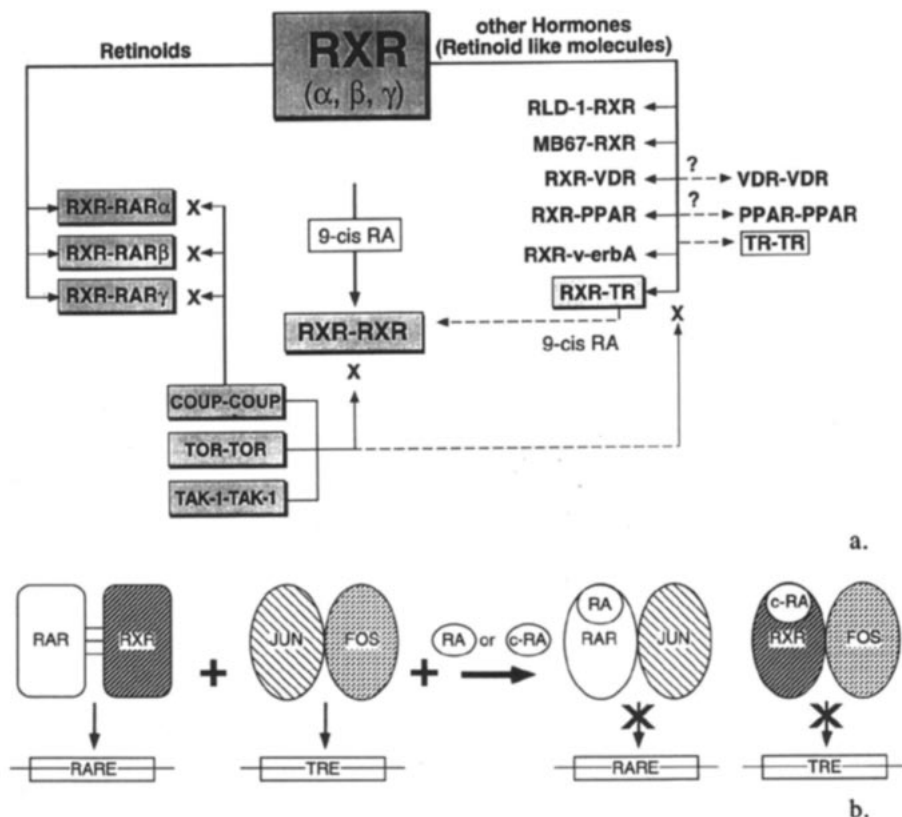 other Hormones
(Retinoid like molecules)
Retinoids
RXR
(α, β, γ)
RLD-1-RXR
MB67-RXR
RXR-VDR
?
VDR-VDR
RXR-PPAR
?
PPAR-PPAR
TR-TR
RXR-v-erbA
RXR-TR
X
RXR-RARα
X
RXR-RARβ
X
RXR-RARγ
X
9-cis RA
RXR-RXR
X
9-cis RA
COUP-COUP
TOR-TOR
TAK-1-TAK-1
a.
RAR
RXR
+
JUN
FOS
+
RA or c-RA
RA
RAR
JUN
c-RA
RXR
FOS
RARE
TRE
RARE
TRE
b.